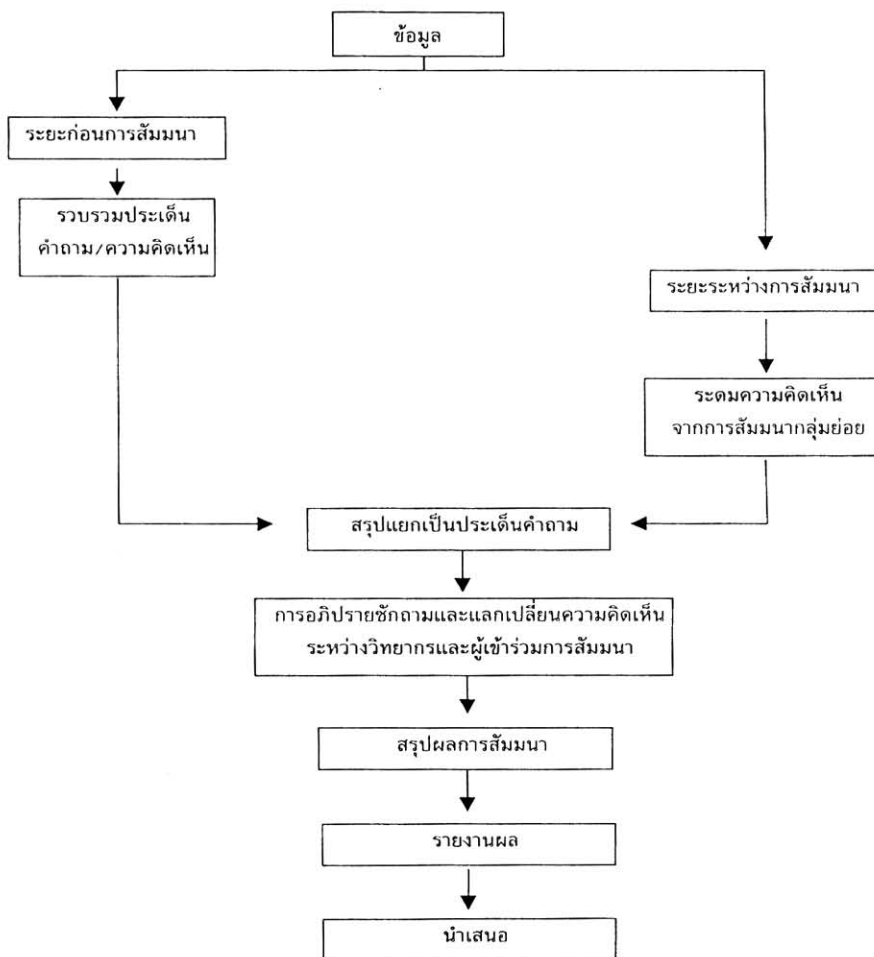 ข้อมูล
ระยะก่อนการสัมมนา
รวบรวมประเด็น
คำถาม/ความคิดเห็น
ระยะระหว่างการสัมมนา
ระดมความคิดเห็น
จากการสัมมนากลุ่มย่อย
สรุปแยกเป็นประเด็นคำถาม
การอภิปรายซักถามและแลกเปลี่ยนความคิดเห็น
ระหว่างวิทยากรและผู้เข้าร่วมการสัมมนา
สรุปผลการสัมมนา
รายงานผล
นำเสนอ